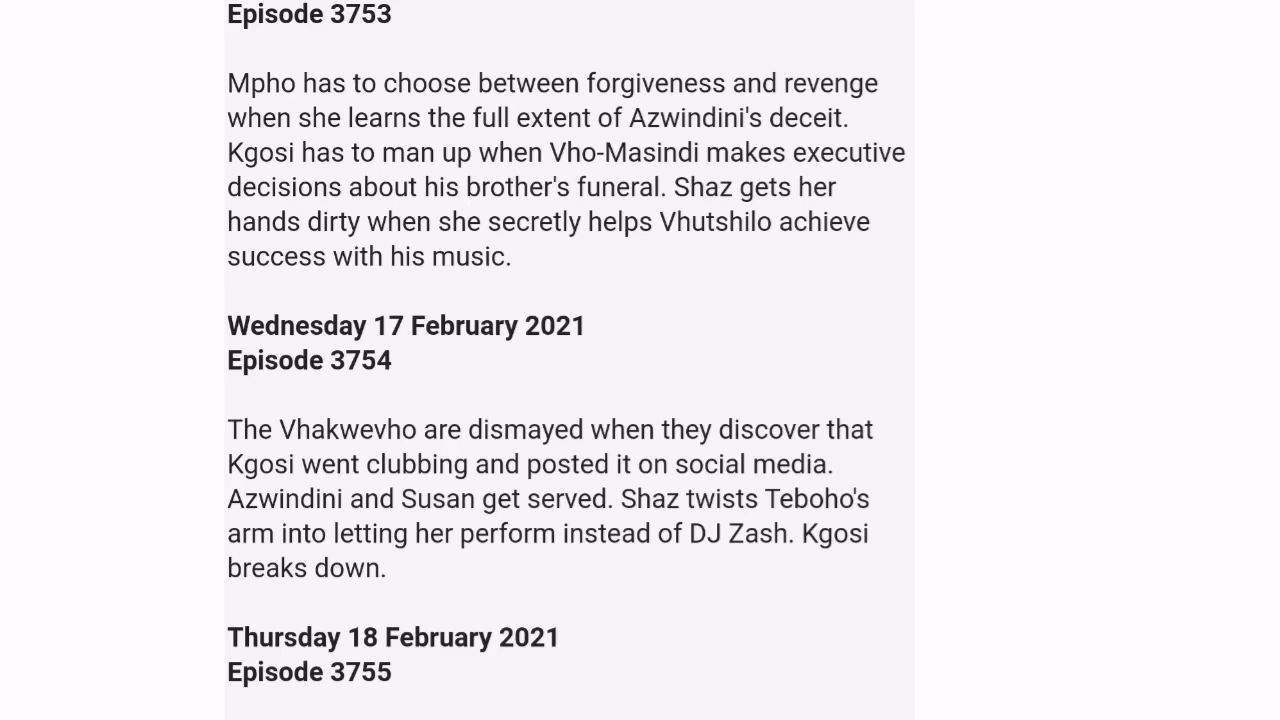 Episode 3753
Mpho has to choose between forgiveness and revenge
when she learns the full extent of Azwindini's deceit.
Kgosi has to man up when Vho-Masindi makes executive
decisions about his brother's funeral. Shaz gets her
hands dirty when she secretly helps Vhutshilo achieve
success with his music.
Wednesday 17 February 2021
Episode 3754
The Vhakwevho are dismayed when they discover that
Kgosi went clubbing and posted it on social media.
Azwindini and Susan get served. Shaz twists Teboho's
arm into letting her perform instead of DJ Zash. Kgosi
breaks down.
Thursday 18 February 2021
Episode 3755